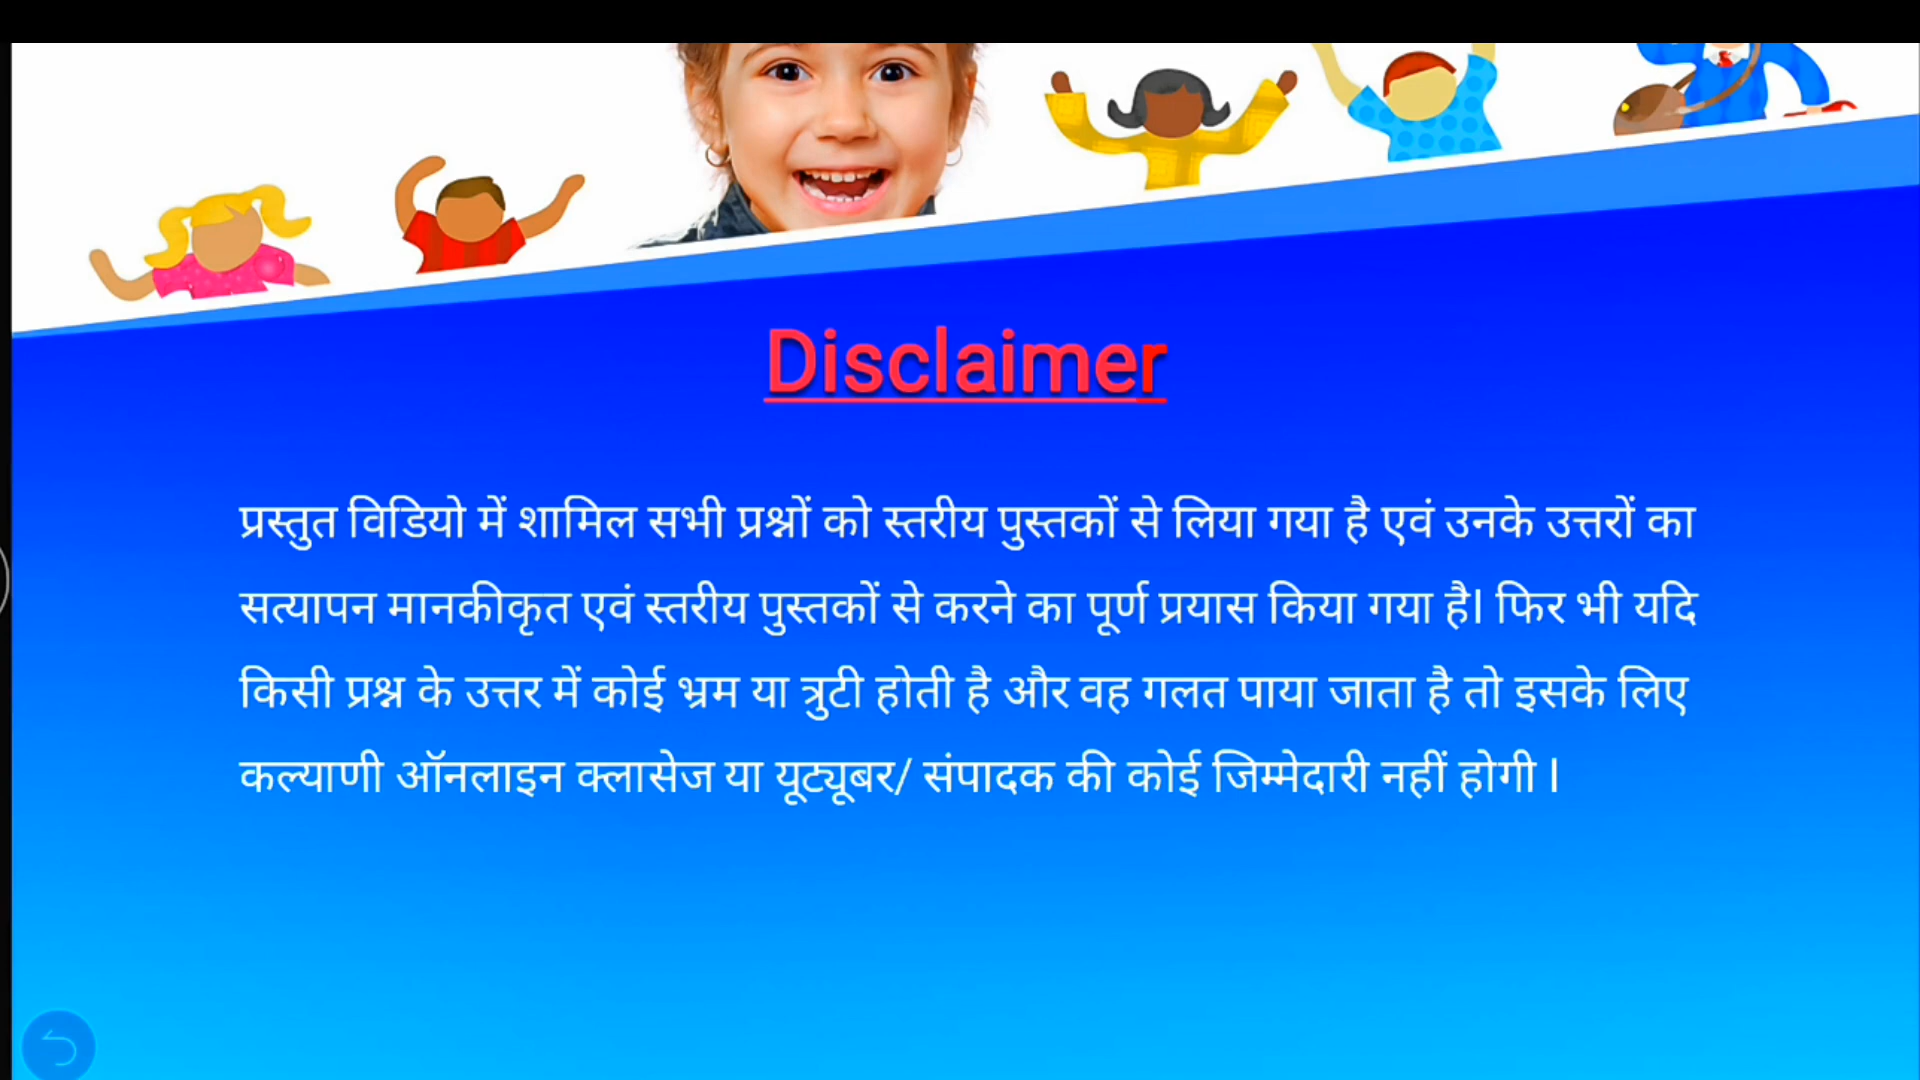 Disclaimer
प्रस्तुत विडियो में शामिल सभी प्रश्नों को स्तरीय पुस्तकों से लिया गया है एवं उनके उत्तरों का
सत्यापन मानकीकृत एवं स्तरीय पुस्तकों से करने का पूर्ण प्रयास किया गया है। फिर भी यदि
किसी प्रश्न के उत्तर में कोई भ्रम या त्रुटी होती है और वह गलत पाया जाता है तो इसके लिए
कल्याणी ऑनलाइन क्लासेज या यूट्यूबर/ संपादक की कोई जिम्मेदारी नहीं होगी ।